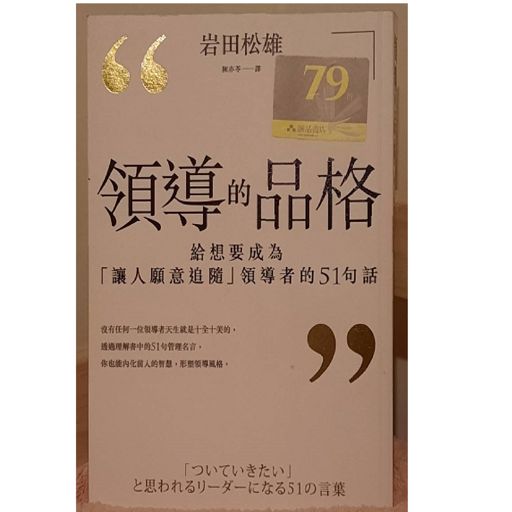 岩田松雄
陳亦苓──譯
79
誠品書店
領導的品格
給想要成為
「讓人願意追隨」領導者的51句話
沒有任何一位領導者天生就是十全十美的，
透過理解書中的51句管理名言，
你也能內化前人的智慧，形塑領導風格。
「ついていきたい」
と思われるリーダーになる51の言葉